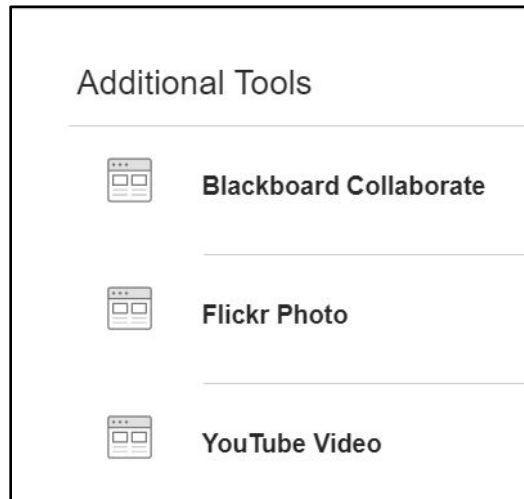 Additional Tools
Blackboard Collaborate
Flickr Photo
YouTube Video